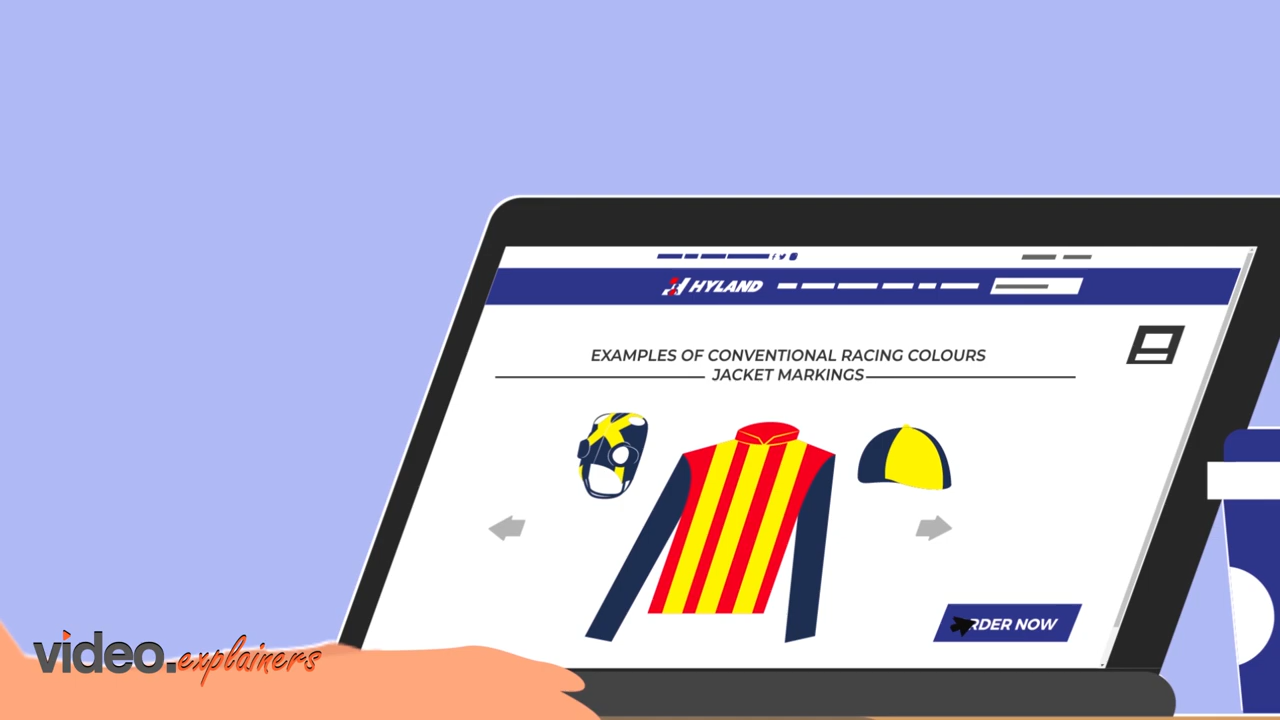 HYLAND
EXAMPLES OF CONVENTIONAL RACING COLOURS
JACKET MARKINGS
RDER NOW
video.explainers